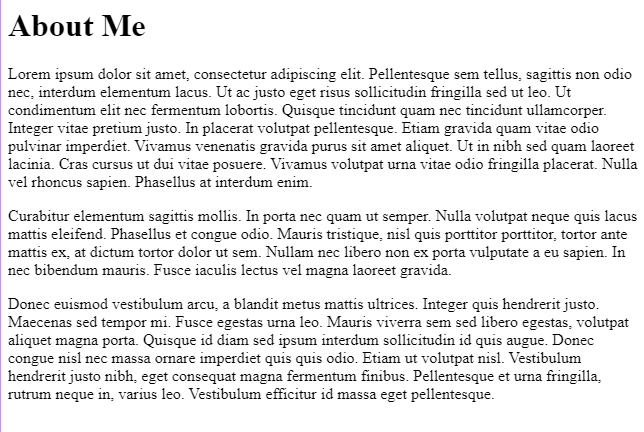 About Me
Lorem ipsum dolor sit amet, consectetur adipiscing elit. Pellentesque sem tellus, sagittis non odio
nec, interdum elementum lacus. Ut ac justo eget risus sollicitudin fringilla sed ut leo. Ut
condimentum elit nec fermentum lobortis. Quisque tincidunt quam nec tincidunt ullamcorper.
Integer vitae pretium justo. In placerat volutpat pellentesque. Etiam gravida quam vitae odio
pulvinar imperdiet. Vivamus venenatis gravida purus sit amet aliquet. Ut in nibh sed quam laoreet
lacinia. Cras cursus ut dui vitae posuere. Vivamus volutpat urna vitae odio fringilla placerat. Nulla
vel rhoncus sapien. Phasellus at interdum enim.
Curabitur elementum sagittis mollis. In porta nec quam ut semper. Nulla volutpat neque quis lacus
mattis eleifend. Phasellus et congue odio. Mauris tristique, nisl quis porttitor porttitor, tortor ante
mattis ex, at dictum tortor dolor ut sem. Nullam nec libero non ex porta vulputate a eu sapien. In
nec bibendum mauris. Fusce iaculis lectus vel magna laoreet gravida.
Donec euismod vestibulum arcu, a blandit metus mattis ultrices. Integer quis hendrerit justo.
Maecenas sed tempor mi. Fusce egestas urna leo. Mauris viverra sem sed libero egestas, volutpat
aliquet magna porta. Quisque id diam sed ipsum interdum sollicitudin id quis augue. Donec
congue nisl nec massa ornare imperdiet quis quis odio. Etiam ut volutpat nisl. Vestibulum
hendrerit justo nibh, eget consequat magna fermentum finibus. Pellentesque et urna fringilla,
rutrum neque in, varius leo. Vestibulum efficitur id massa eget pellentesque.